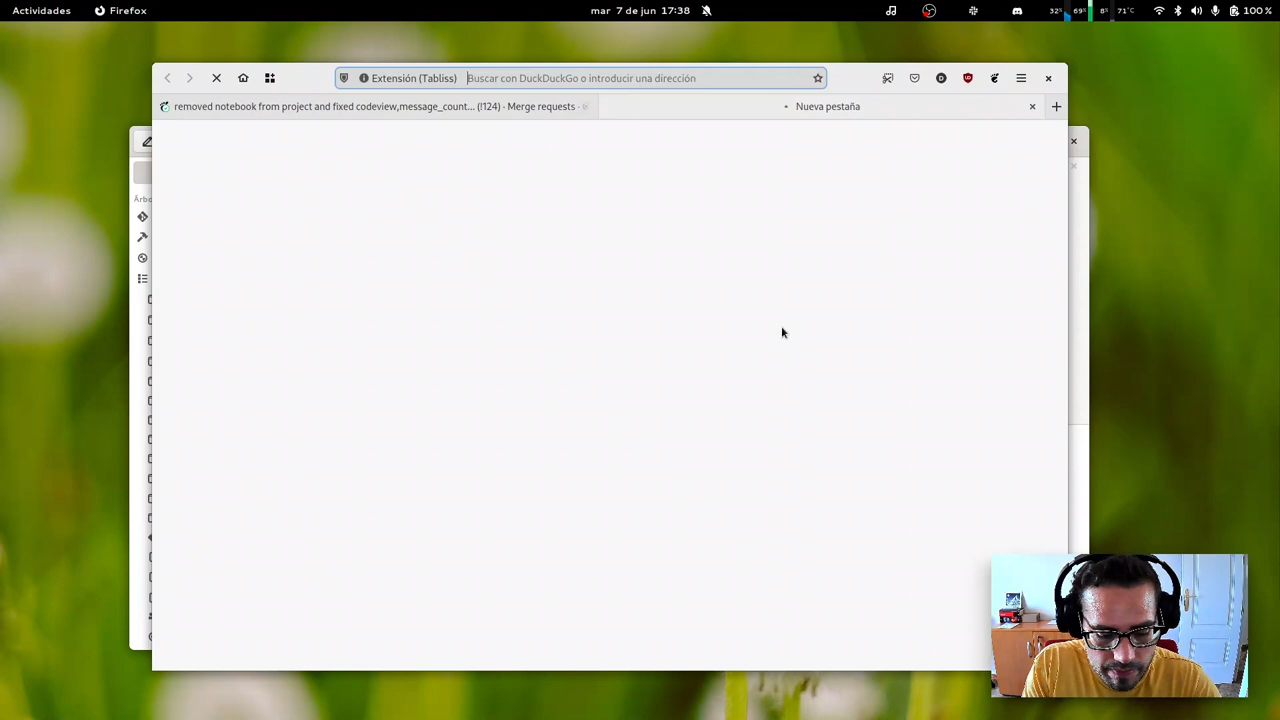 Actividades
Firefox
mar 7 de jun 17:38
32%
69%
8%
71°C
100 %
Extensión (Tabliss)
Buscar con DuckDuckGo o introducir una dirección
removed notebook from project and fixed codeview,message_count… (!124) · Merge requests ·
Nueva pestaña
Árbo